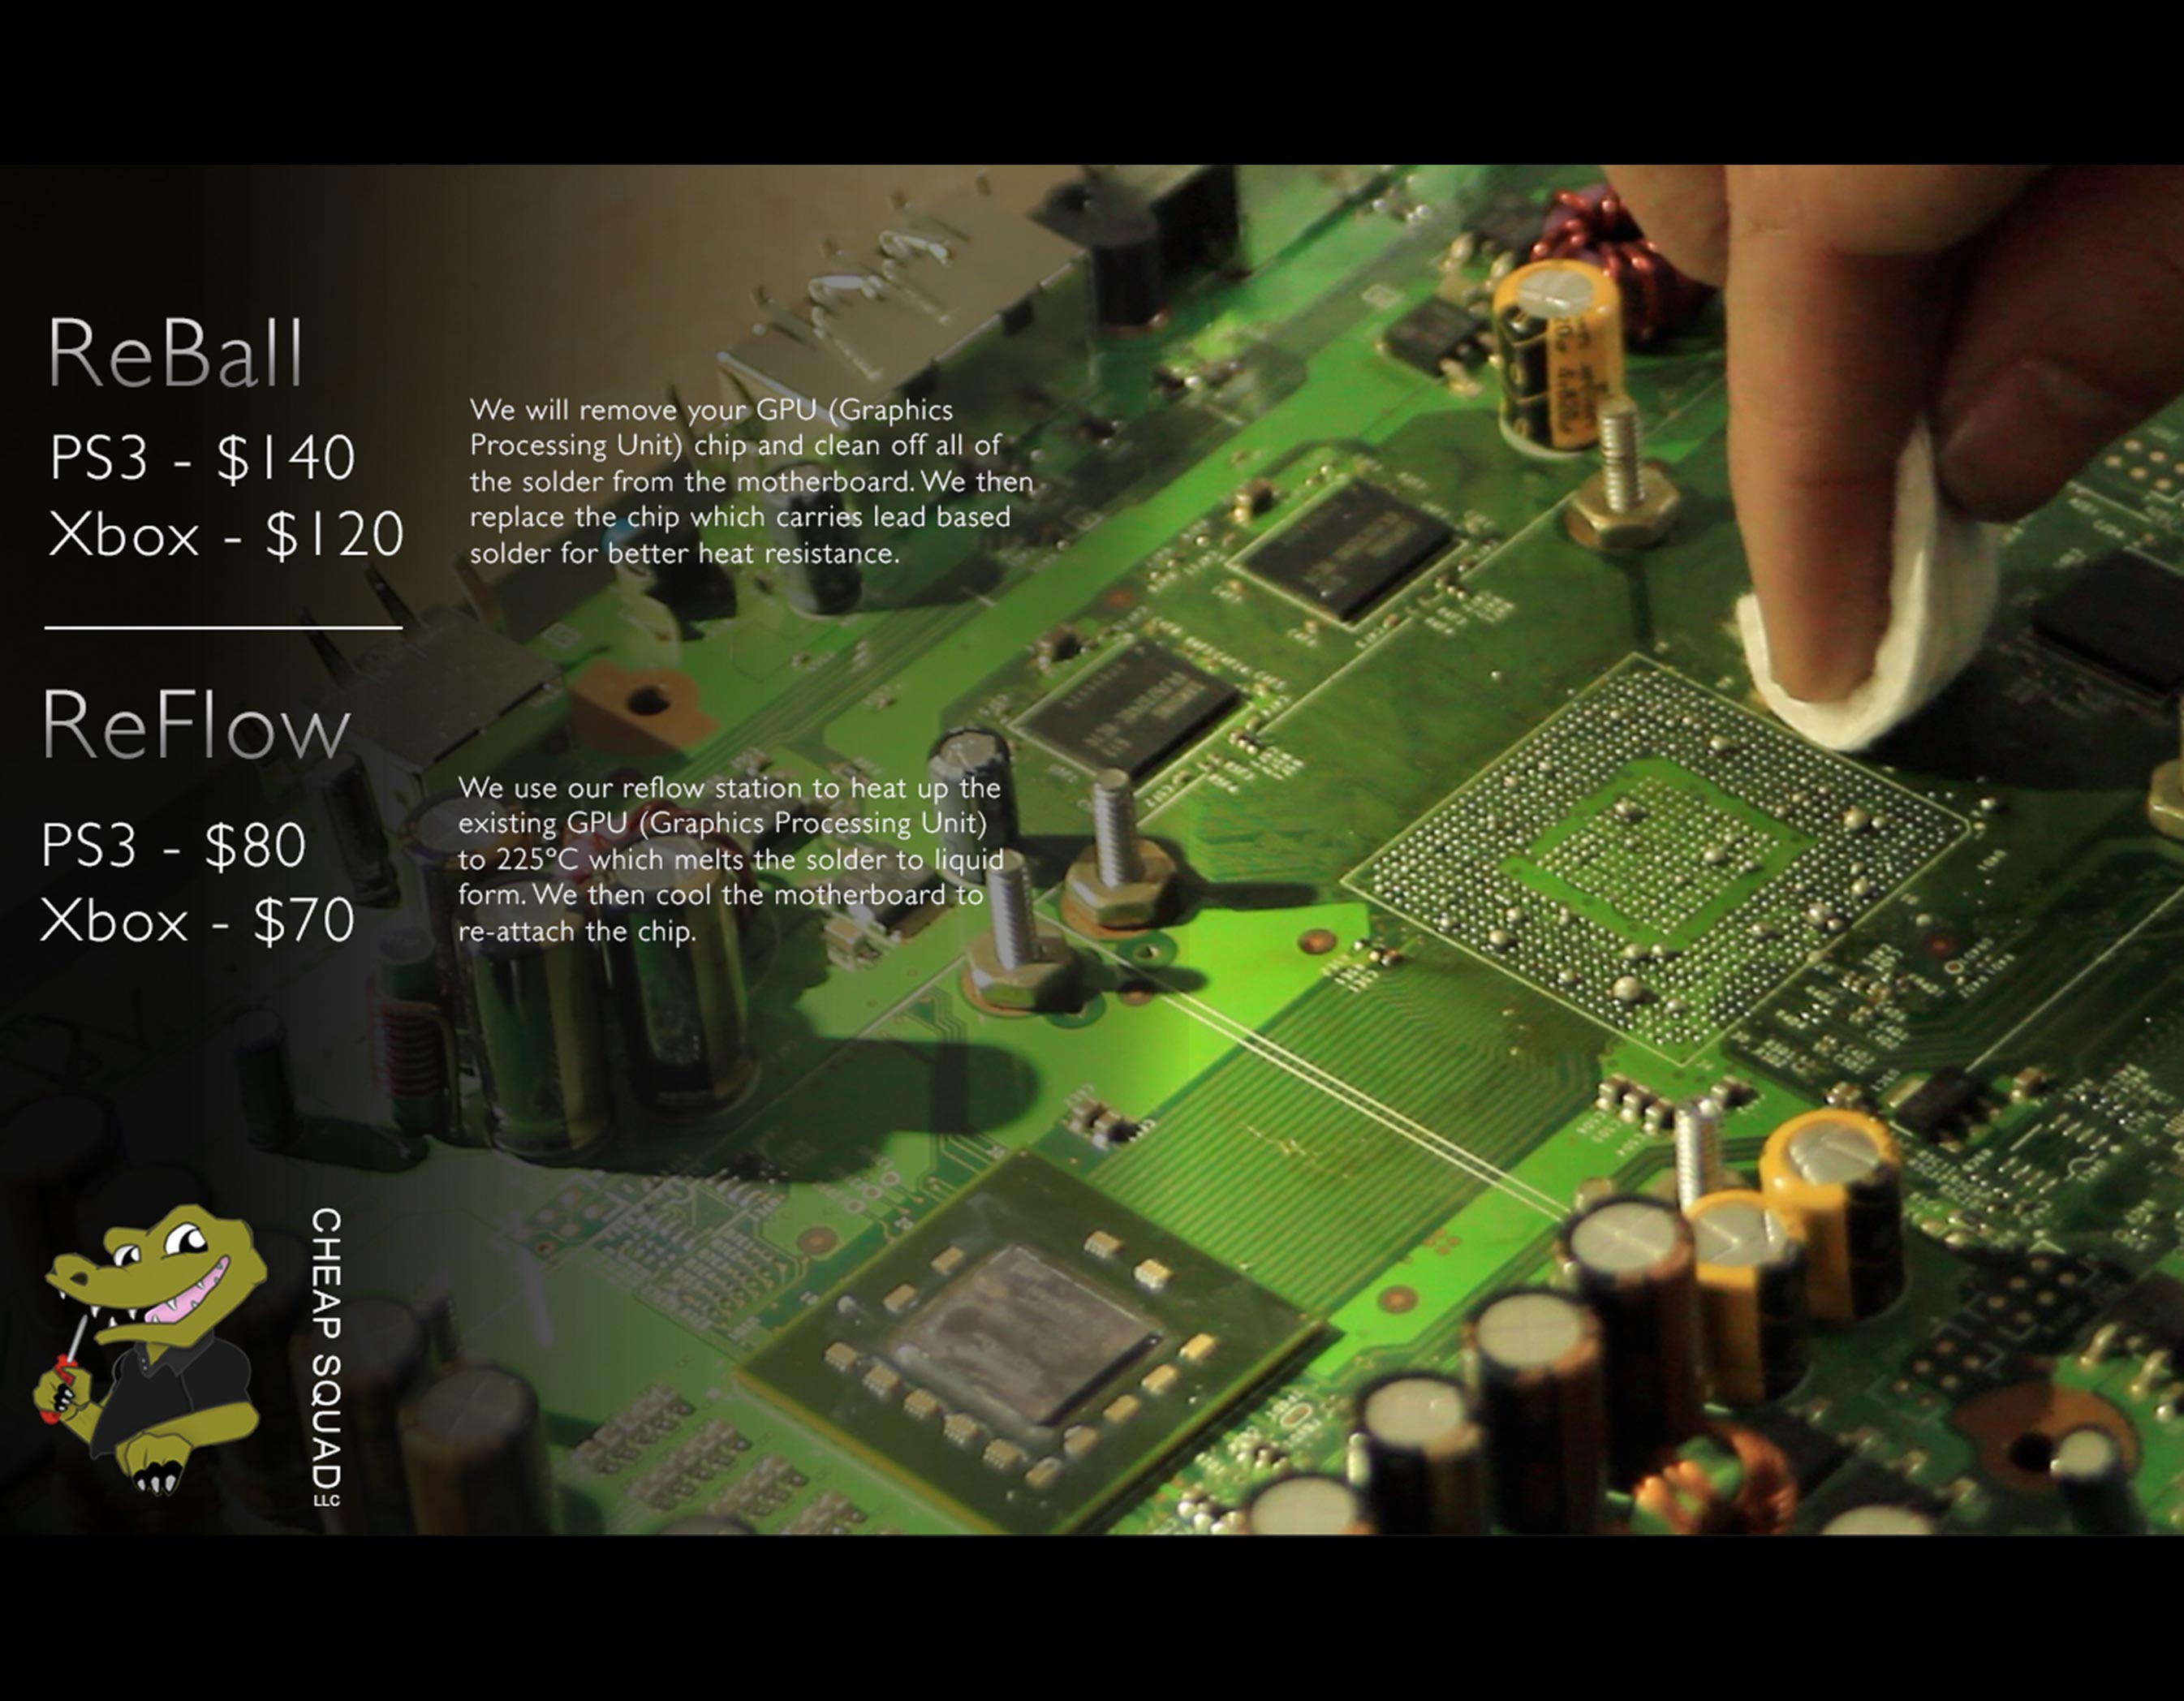 ReBall
PS3 - $140
Xbox - $120
We will remove your GPU (Graphics
Processing Unit) chip and clean off all of
the solder from the motherboard. We then
replace the chip which carries lead based
solder for better heat resistance.
ReFlow
PS3 - $80
Xbox - $70
We use our reflow station to heat up the
existing GPU (Graphics Processing Unit)
to 225°C which melts the solder to liquid
form. We then cool the motherboard to
re-attach the chip.
CHEAP SQUAD LLC